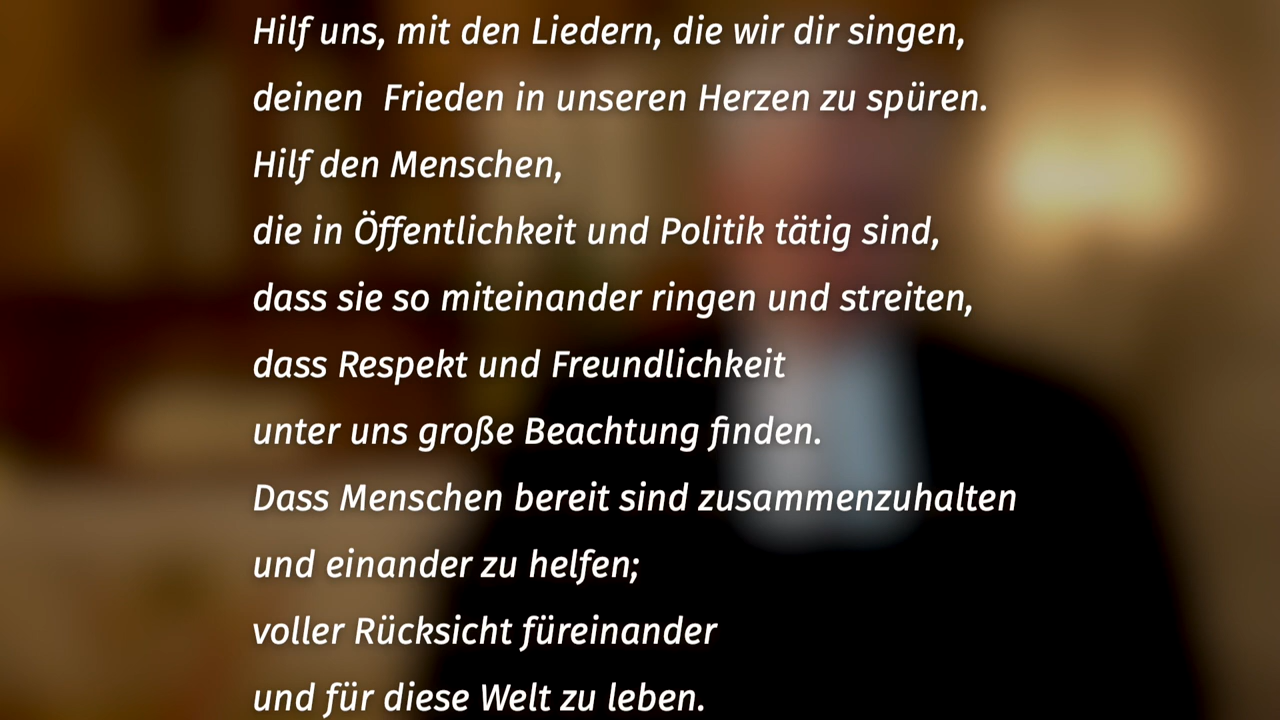 Hilf uns, mit den Liedern, die wir dir singen,
deinen  Frieden in unseren Herzen zu spüren.
Hilf den Menschen,
die in Öffentlichkeit und Politik tätig sind,
dass sie so miteinander ringen und streiten,
dass Respekt und Freundlichkeit
unter uns große Beachtung finden.
Dass Menschen bereit sind zusammenzuhalten
und einander zu helfen;
voller Rücksicht füreinander
und für diese Welt zu leben.